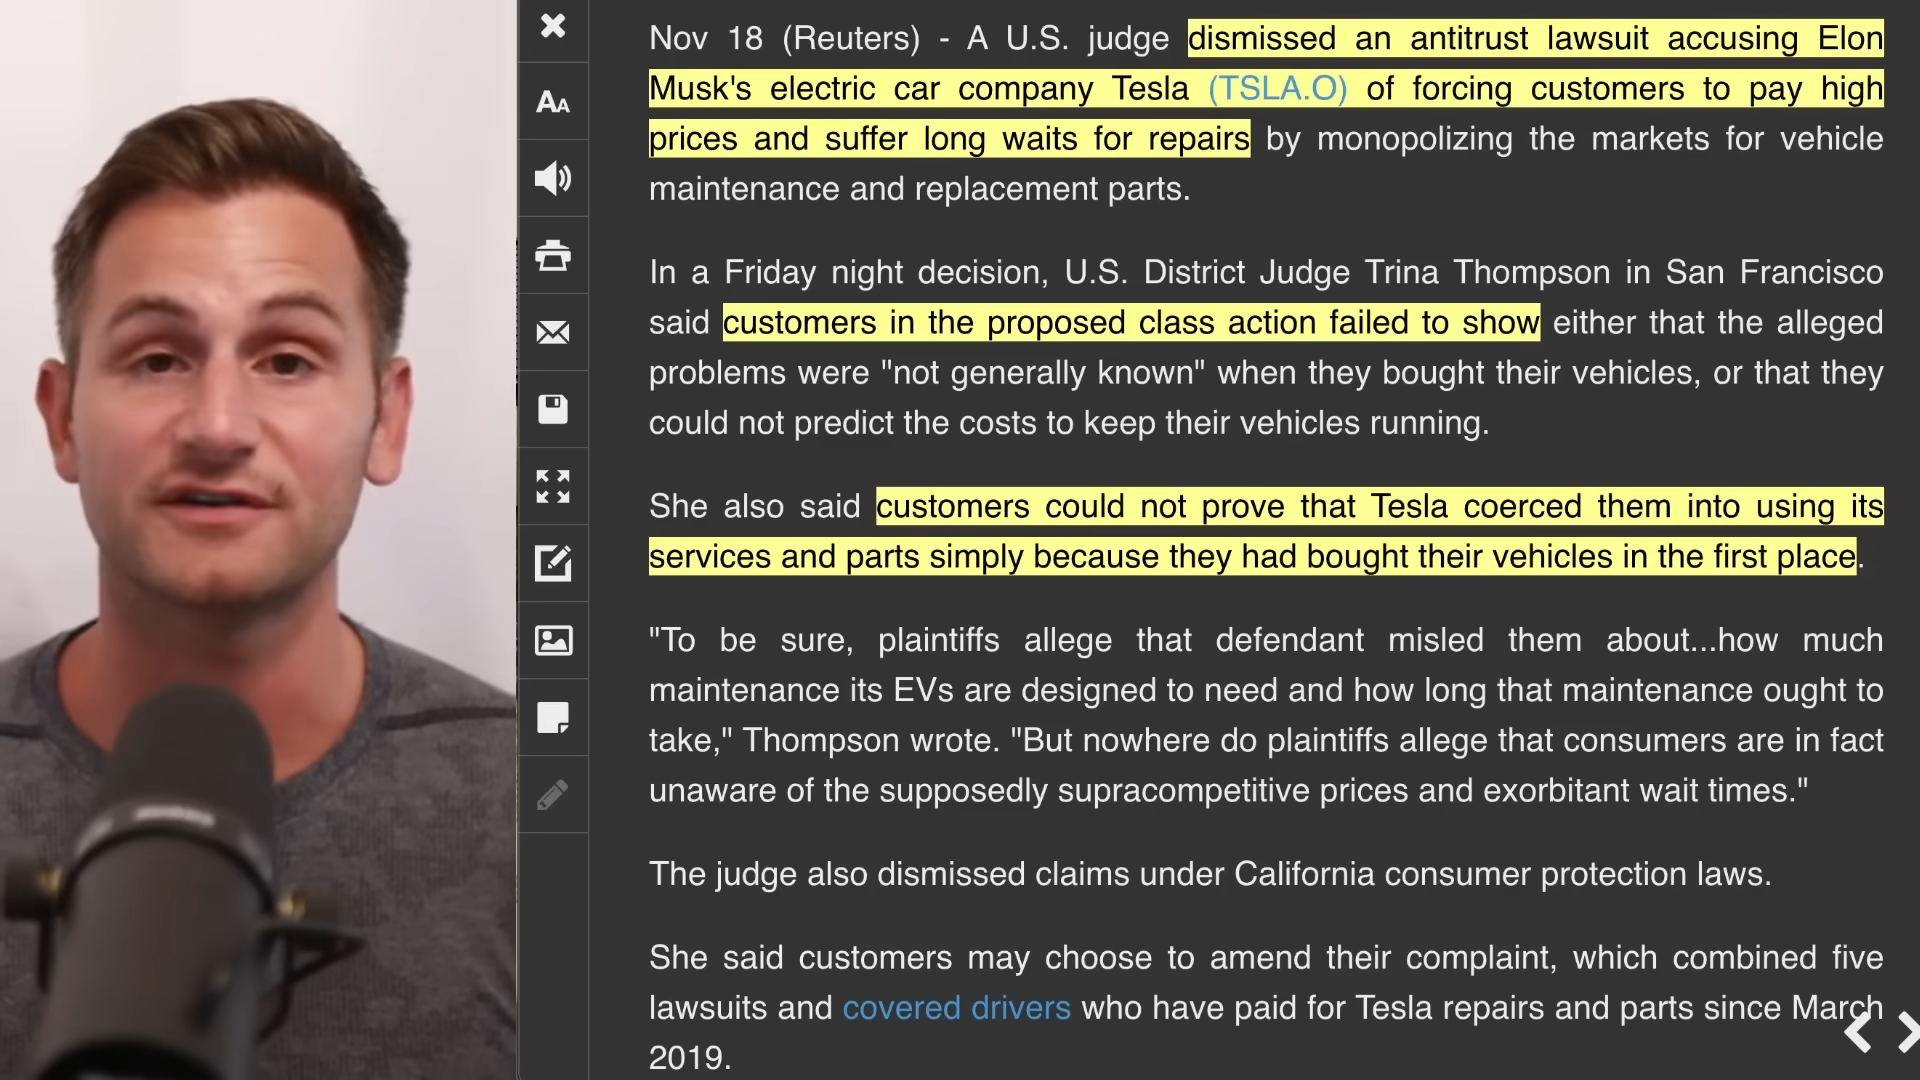 Nov 18 (Reuters) - A U.S. judge dismissed an antitrust lawsuit accusing Elon
Musk's electric car company Tesla (TSLA.O) of forcing customers to pay high
prices and suffer long waits for repairs by monopolizing the markets for vehicle
maintenance and replacement parts.
In a Friday night decision, U.S. District Judge Trina Thompson in San Francisco
said customers in the proposed class action failed to show either that the alleged
problems were "not generally known" when they bought their vehicles, or that they
could not predict the costs to keep their vehicles running.
She also said customers could not prove that Tesla coerced them into using its
services and parts simply because they had bought their vehicles in the first place.
"To be sure, plaintiffs allege that defendant misled them about...how much
maintenance its EVs are designed to need and how long that maintenance ought to
take," Thompson wrote. "But nowhere do plaintiffs allege that consumers are in fact
unaware of the supposedly supracompetitive prices and exorbitant wait times."
The judge also dismissed claims under California consumer protection laws.
She said customers may choose to amend their complaint, which combined five
lawsuits and covered drivers who have paid for Tesla repairs and parts since March
2019.
AA